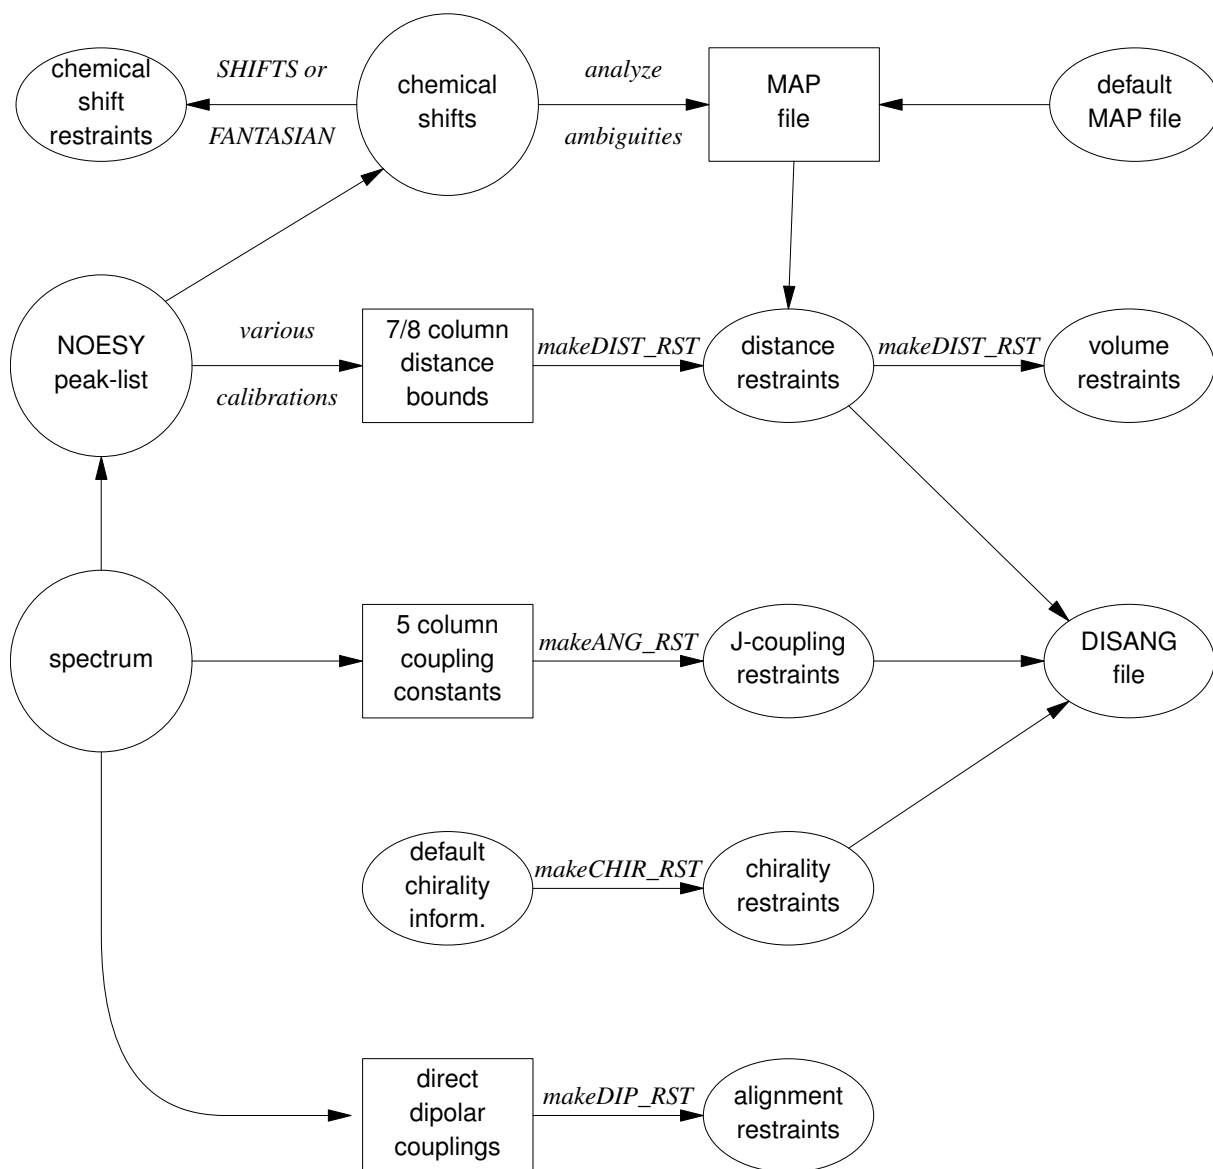 chemical
shift
restraints
SHIFTS or
FANTASIAN
chemical
shifts
analyze
ambiguities
MAP
file
default
MAP file
NOESY
peak-list
various
calibrations
7/8 column
distance
bounds
makeDIST_RST
distance
restraints
makeDIST_RST
volume
restraints
spectrum
5 column
coupling
constants
makeANG_RST
J-coupling
restraints
DISANG
file
default
chirality
inform.
makeCHIR_RST
chirality
restraints
direct
dipolar
couplings
makeDIP_RST
alignment
restraints